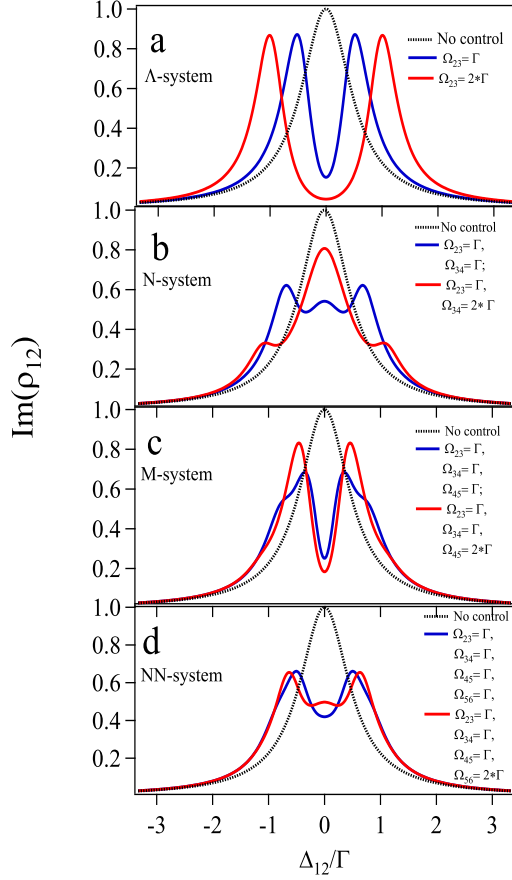 Im(ρ12)
1.0
0.8
0.6
0.4
0.2
a
Λ-system
No control
Ω23= Γ
Ω23= 2*Γ
1.0
0.8
0.6
0.4
0.2
b
N-system
No control
Ω23= Γ,
Ω34= Γ;
Ω23= Γ,
Ω34= 2* Γ
1.0
0.8
0.6
0.4
0.2
c
M-system
No control
Ω23= Γ,
Ω34= Γ,
Ω45= Γ;
Ω23= Γ,
Ω34= Γ,
Ω45= 2*Γ
1.0
0.8
0.6
0.4
0.2
d
NN-system
No control
Ω23= Γ,
Ω34= Γ,
Ω45= Γ,
Ω56= Γ,
Ω23= Γ,
Ω34= Γ,
Ω45= Γ,
Ω56= 2*Γ
-3 -2 -1 0 1 2 3
Δ12/Γ